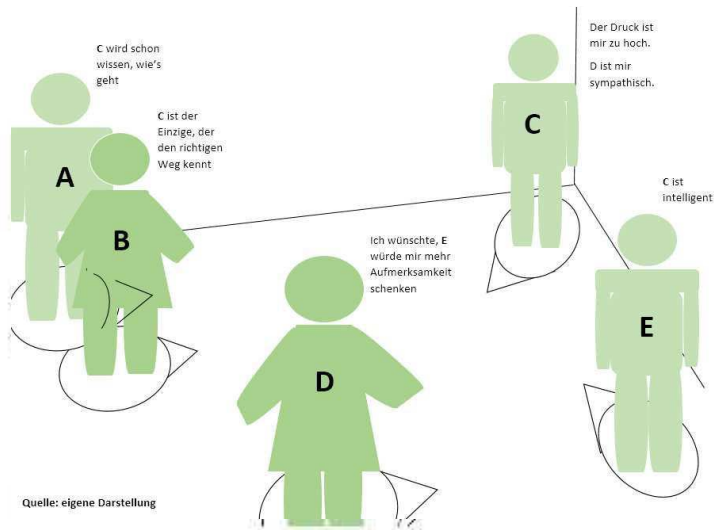 C wird schon
wissen, wie's
geht
C ist der
Einzige, der
den richtigen
Weg kennt
A
B
Ich wünschte, E
würde mir mehr
Aufmerksamkeit
schenken
D
Der Druck ist
mir zu hoch.
D ist mir
sympathisch.
C
C ist
intelligent
E
Quelle: eigene Darstellung